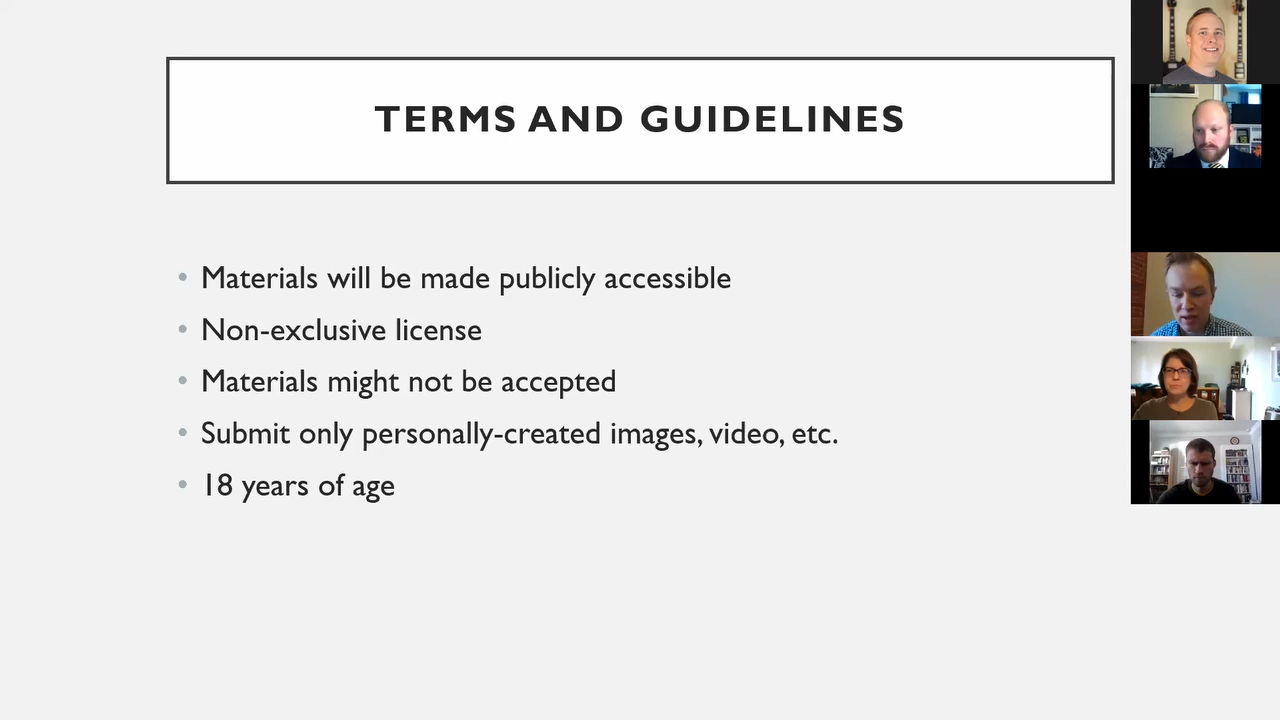 TERMS AND GUIDELINES
• Materials will be made publicly accessible
• Non-exclusive license
• Materials might not be accepted
• Submit only personally-created images, video, etc.
• 18 years of age